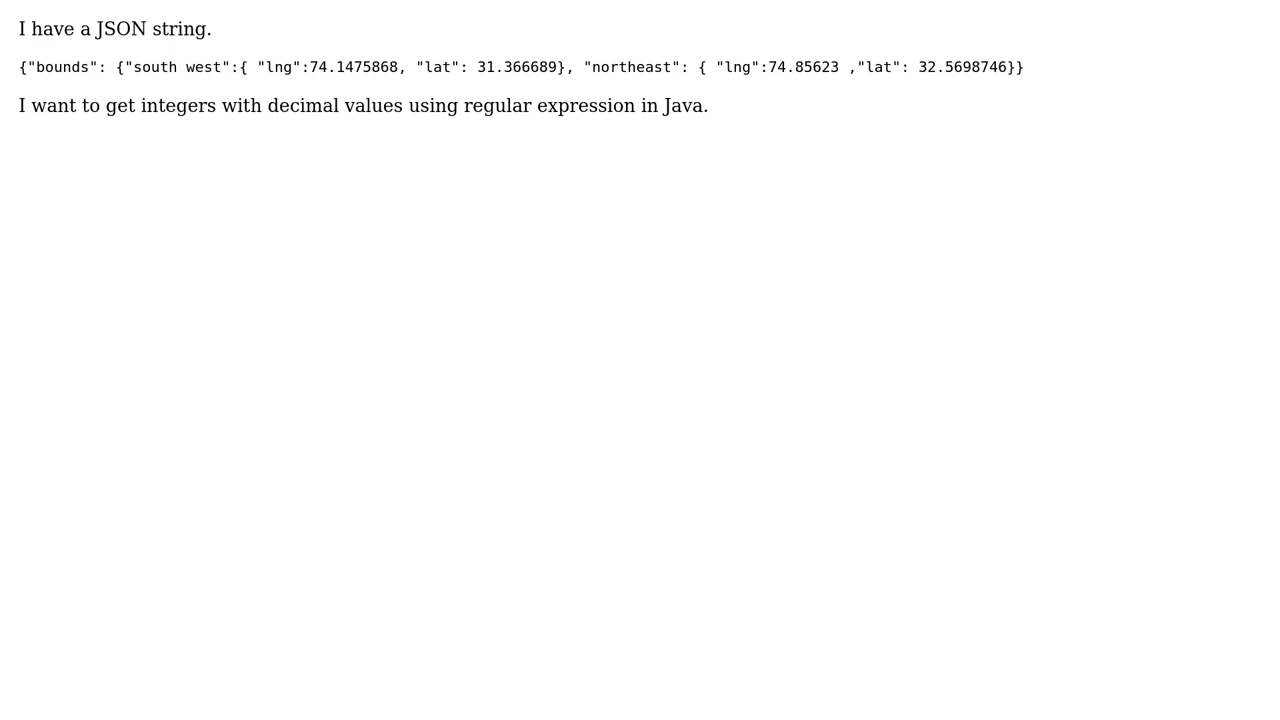 I have a JSON string.
{"bounds": {"south west":{ "lng":74.1475868, "lat": 31.366689}, "northeast": { "lng":74.85623 ,"lat": 32.5698746}}
I want to get integers with decimal values using regular expression in Java.